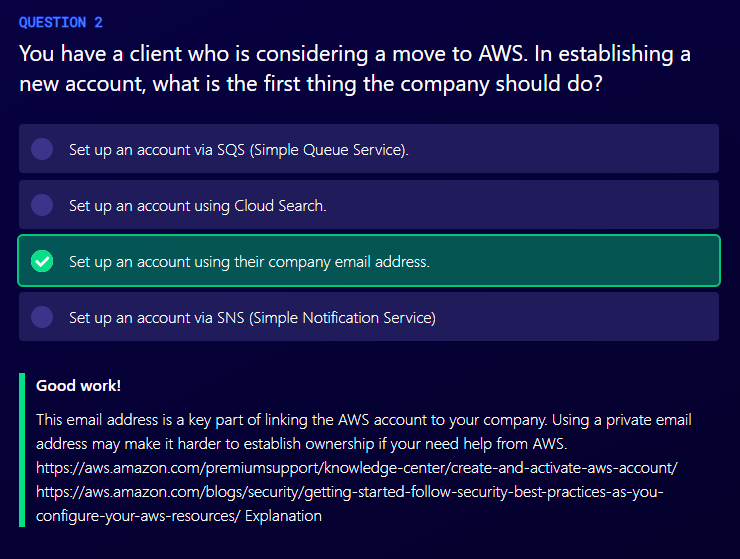 QUESTION 2
You have a client who is considering a move to AWS. In establishing a
new account, what is the first thing the company should do?
Set up an account via SQS (Simple Queue Service).
Set up an account using Cloud Search.
Set up an account using their company email address.
Set up an account via SNS (Simple Notification Service)
Good work!
This email address is a key part of linking the AWS account to your company. Using a private email
address may make it harder to establish ownership if your need help from AWS.
https://aws.amazon.com/premiumsupport/knowledge-center/create-and-activate-aws-account/
https://aws.amazon.com/blogs/security/getting-started-follow-security-best-practices-as-you-
configure-your-aws-resources/ Explanation